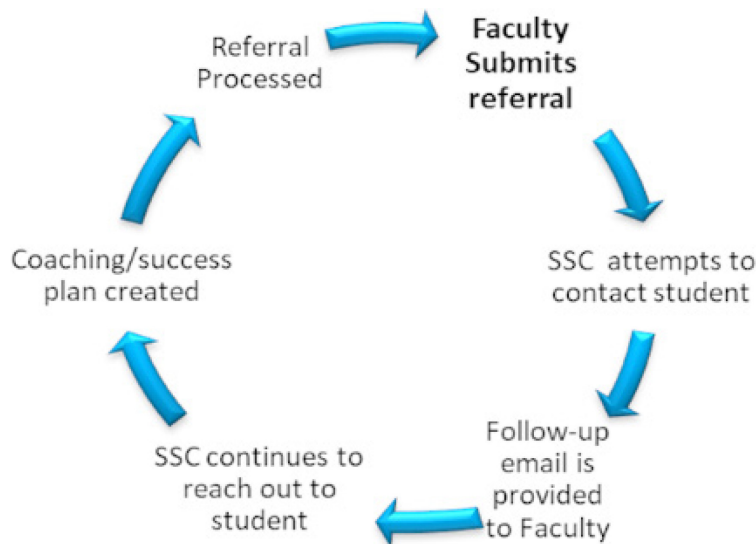 Faculty
Submits
referral
SSC attempts to
contact student
Follow-up
email is
provided
to Faculty
SSC continues to
reach out to
student
Coaching/success
plan created
Referral
Processed